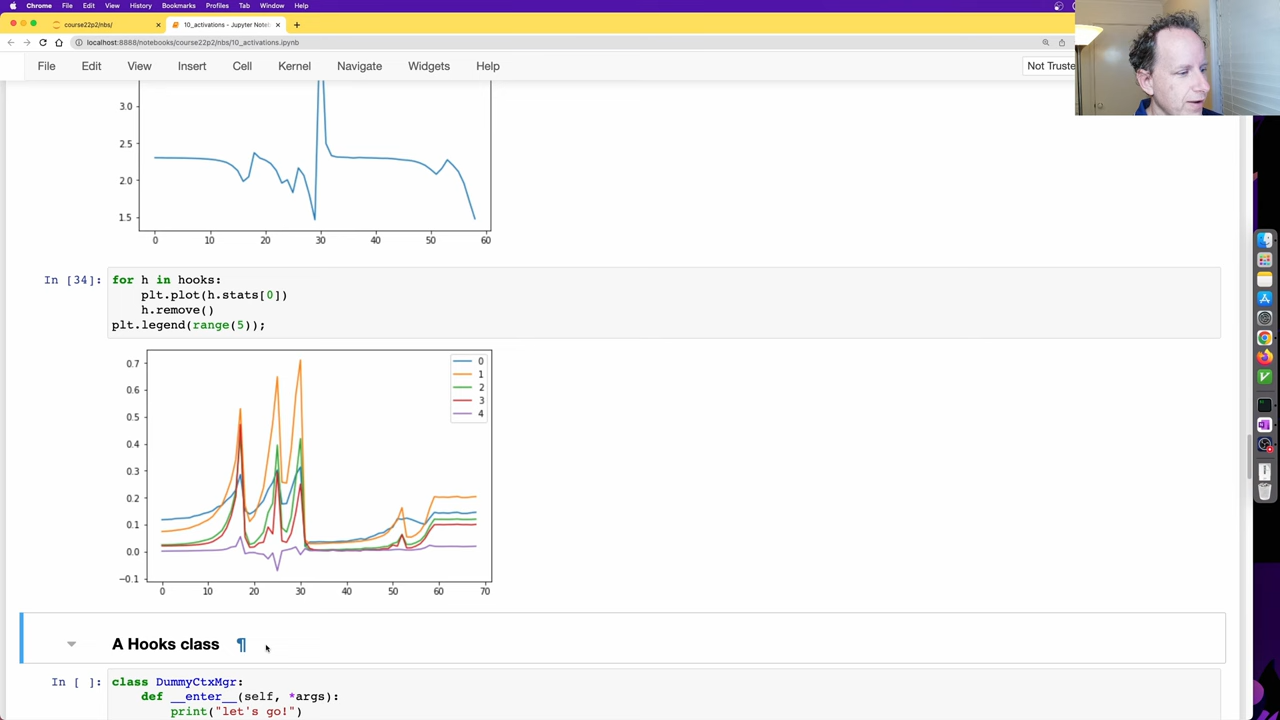 Chrome File Edit View History Bookmarks Profiles Tab Window Help
course22p2/nbs/ × 10_activations - Jupyter Note × +
localhost:8888/notebooks/course22p2/nbs/10_activations.ipynb
File Edit View Insert Cell Kernel Navigate Widgets Help
3.0
2.5
2.0
1.5
0 10 20 30 40 50 60
In [34]: for h in hooks:
plt.plot(h.stats[0])
h.remove()
plt.legend(range(5));
0.7
0.6
0.5
0.4
0.3
0.2
0.1
0.0
−0.1
0
1
2
3
4
0 10 20 30 40 50 60 70
A Hooks class ¶
In [ ]: class DummyCtxMgr:
def __enter__(self, *args):
print("let's go!")